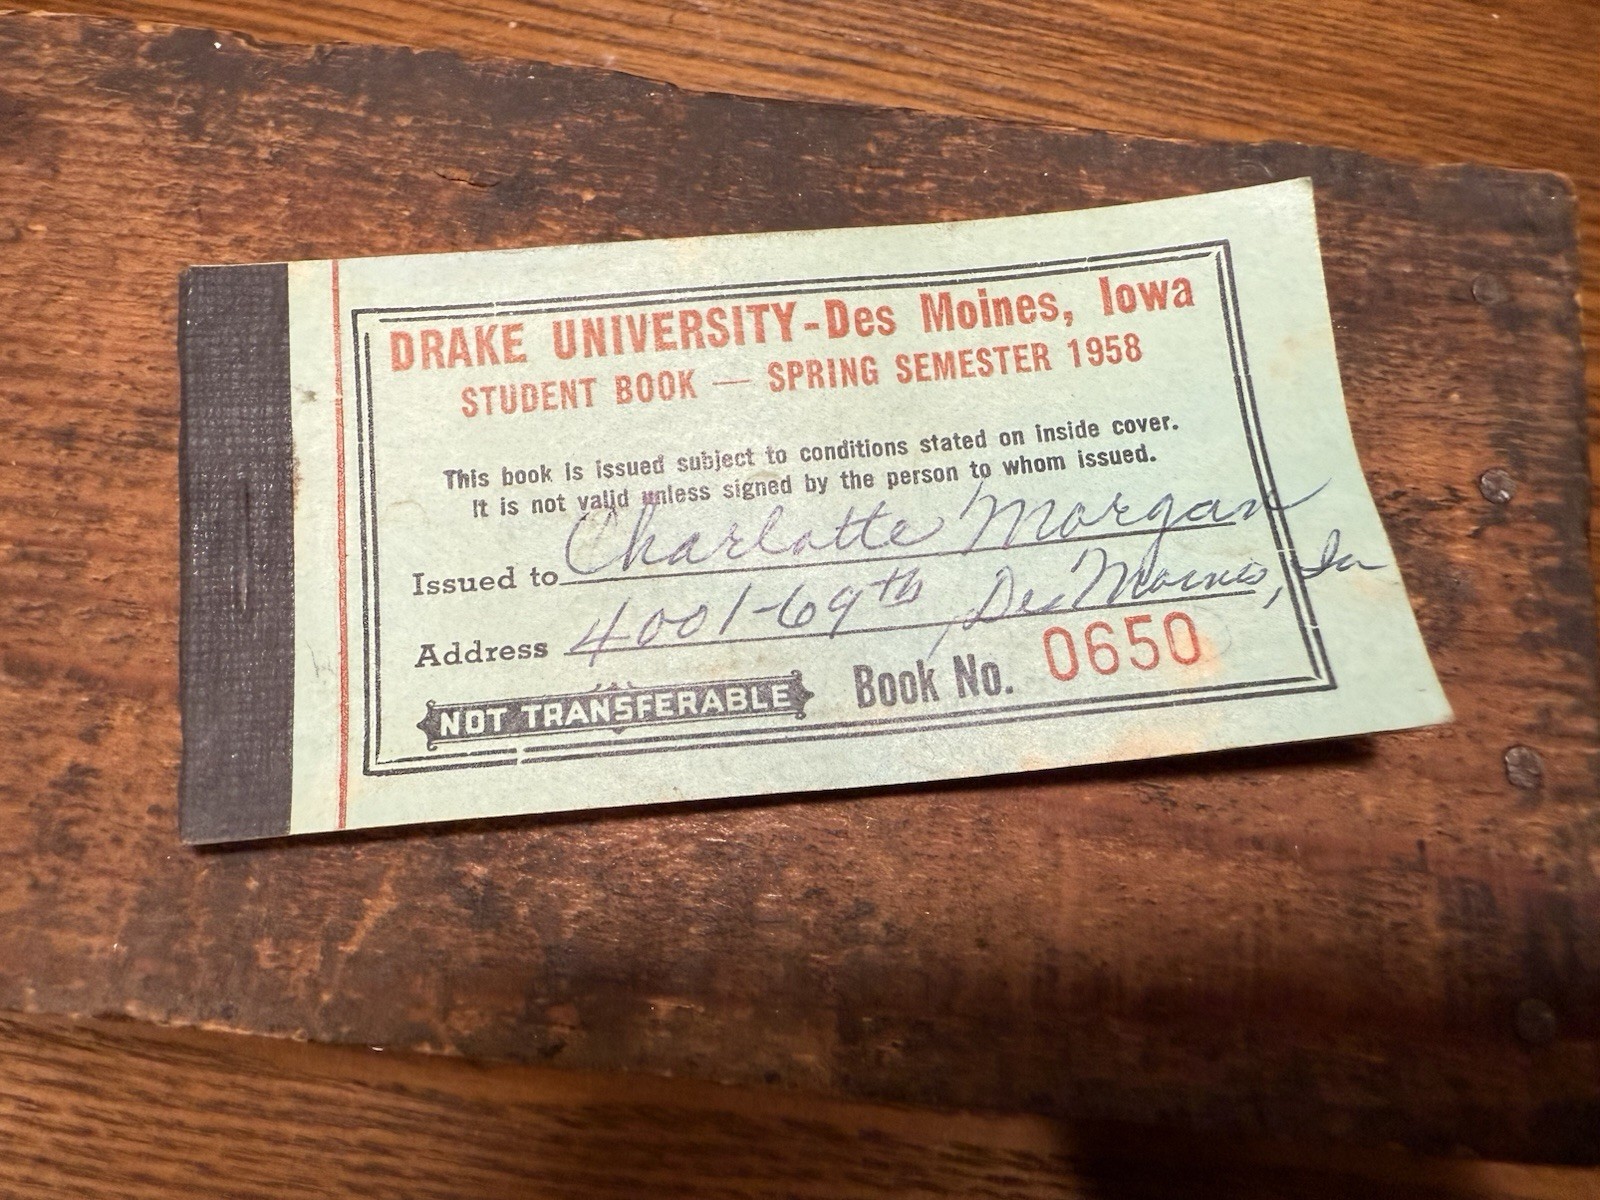 DRAKE UNIVERSITY-Des Moines, Iowa
STUDENT BOOK — SPRING SEMESTER 1958
This book is issued subject to conditions stated on inside cover.
It is not valid unless signed by the person to whom issued.
Issued to Charlotte Morgan
Address 4001-69th, Des Moines, Ia
NOT TRANSFERABLE Book No. 0650